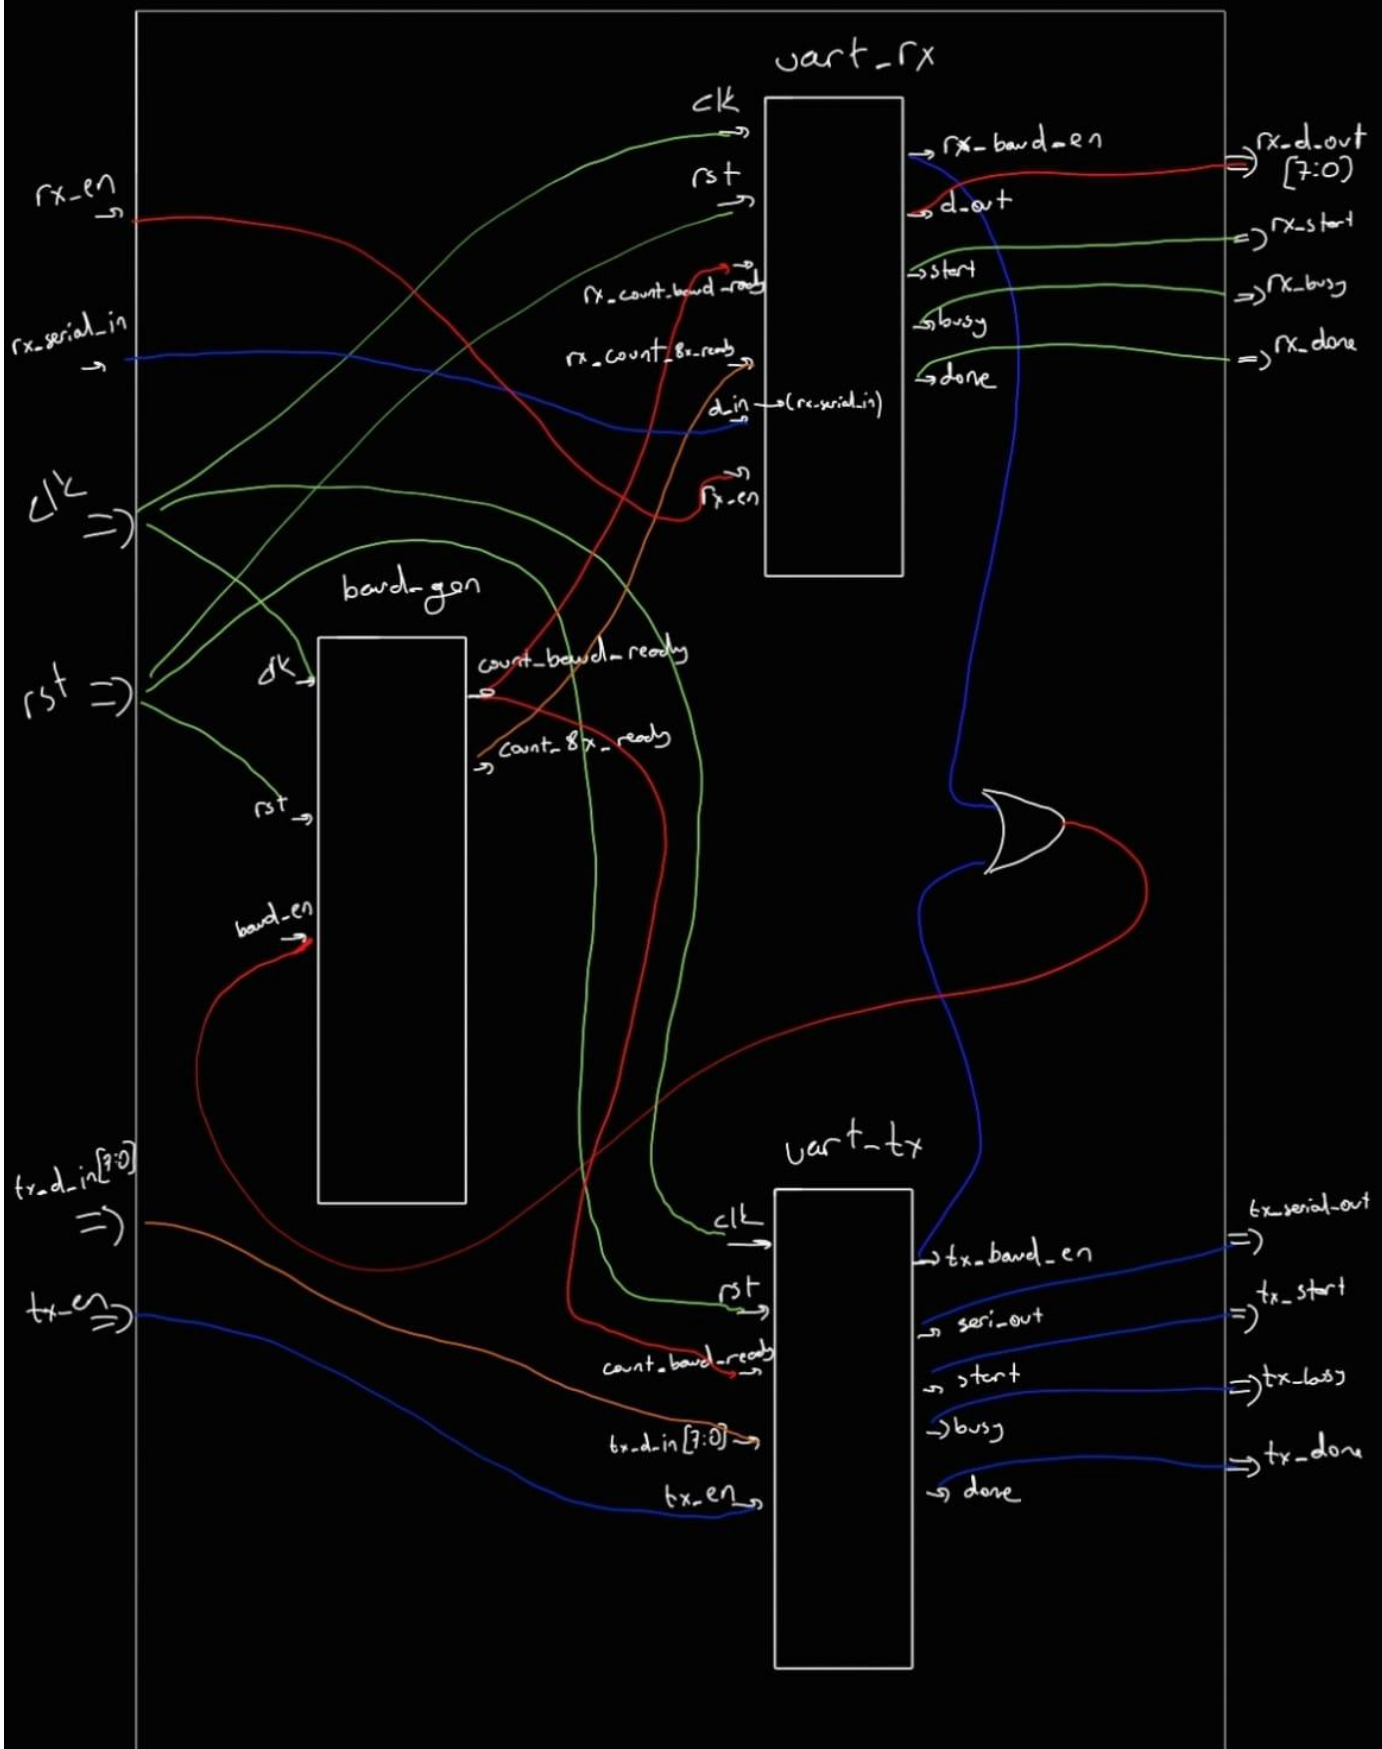 uart_rx
clk
rst
rx_count_baud_ready
rx_count_8x_ready
d_in →(rx_serial_in)
rx_en
rx_baud_en
d_out
start
busy
done
rx_d_out
[7:0]
rx_start
rx_busy
rx_done
rx_en
rx_serial_in
clk
rst
tx_d_in[7:0]
tx_en
baud_gen
clk
rst
baud_en
count_baud_ready
count_8x_ready
uart_tx
clk
rst
count_baud_ready
tx_d_in[7:0]
tx_en
tx_baud_en
seri_out
start
busy
done
tx_serial_out
tx_start
tx_busy
tx_done